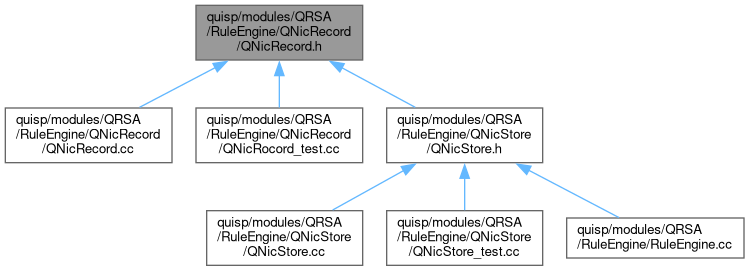 quisp/modules/QRSA
/RuleEngine/QNicRecord
/QNicRecord.h
quisp/modules/QRSA
/RuleEngine/QNicRecord
/QNicRecord.cc
quisp/modules/QRSA
/RuleEngine/QNicRecord
/QNicRocord_test.cc
quisp/modules/QRSA
/RuleEngine/QNicStore
/QNicStore.h
quisp/modules/QRSA
/RuleEngine/QNicStore
/QNicStore.cc
quisp/modules/QRSA
/RuleEngine/QNicStore
/QNicStore_test.cc
quisp/modules/QRSA
/RuleEngine/RuleEngine.cc